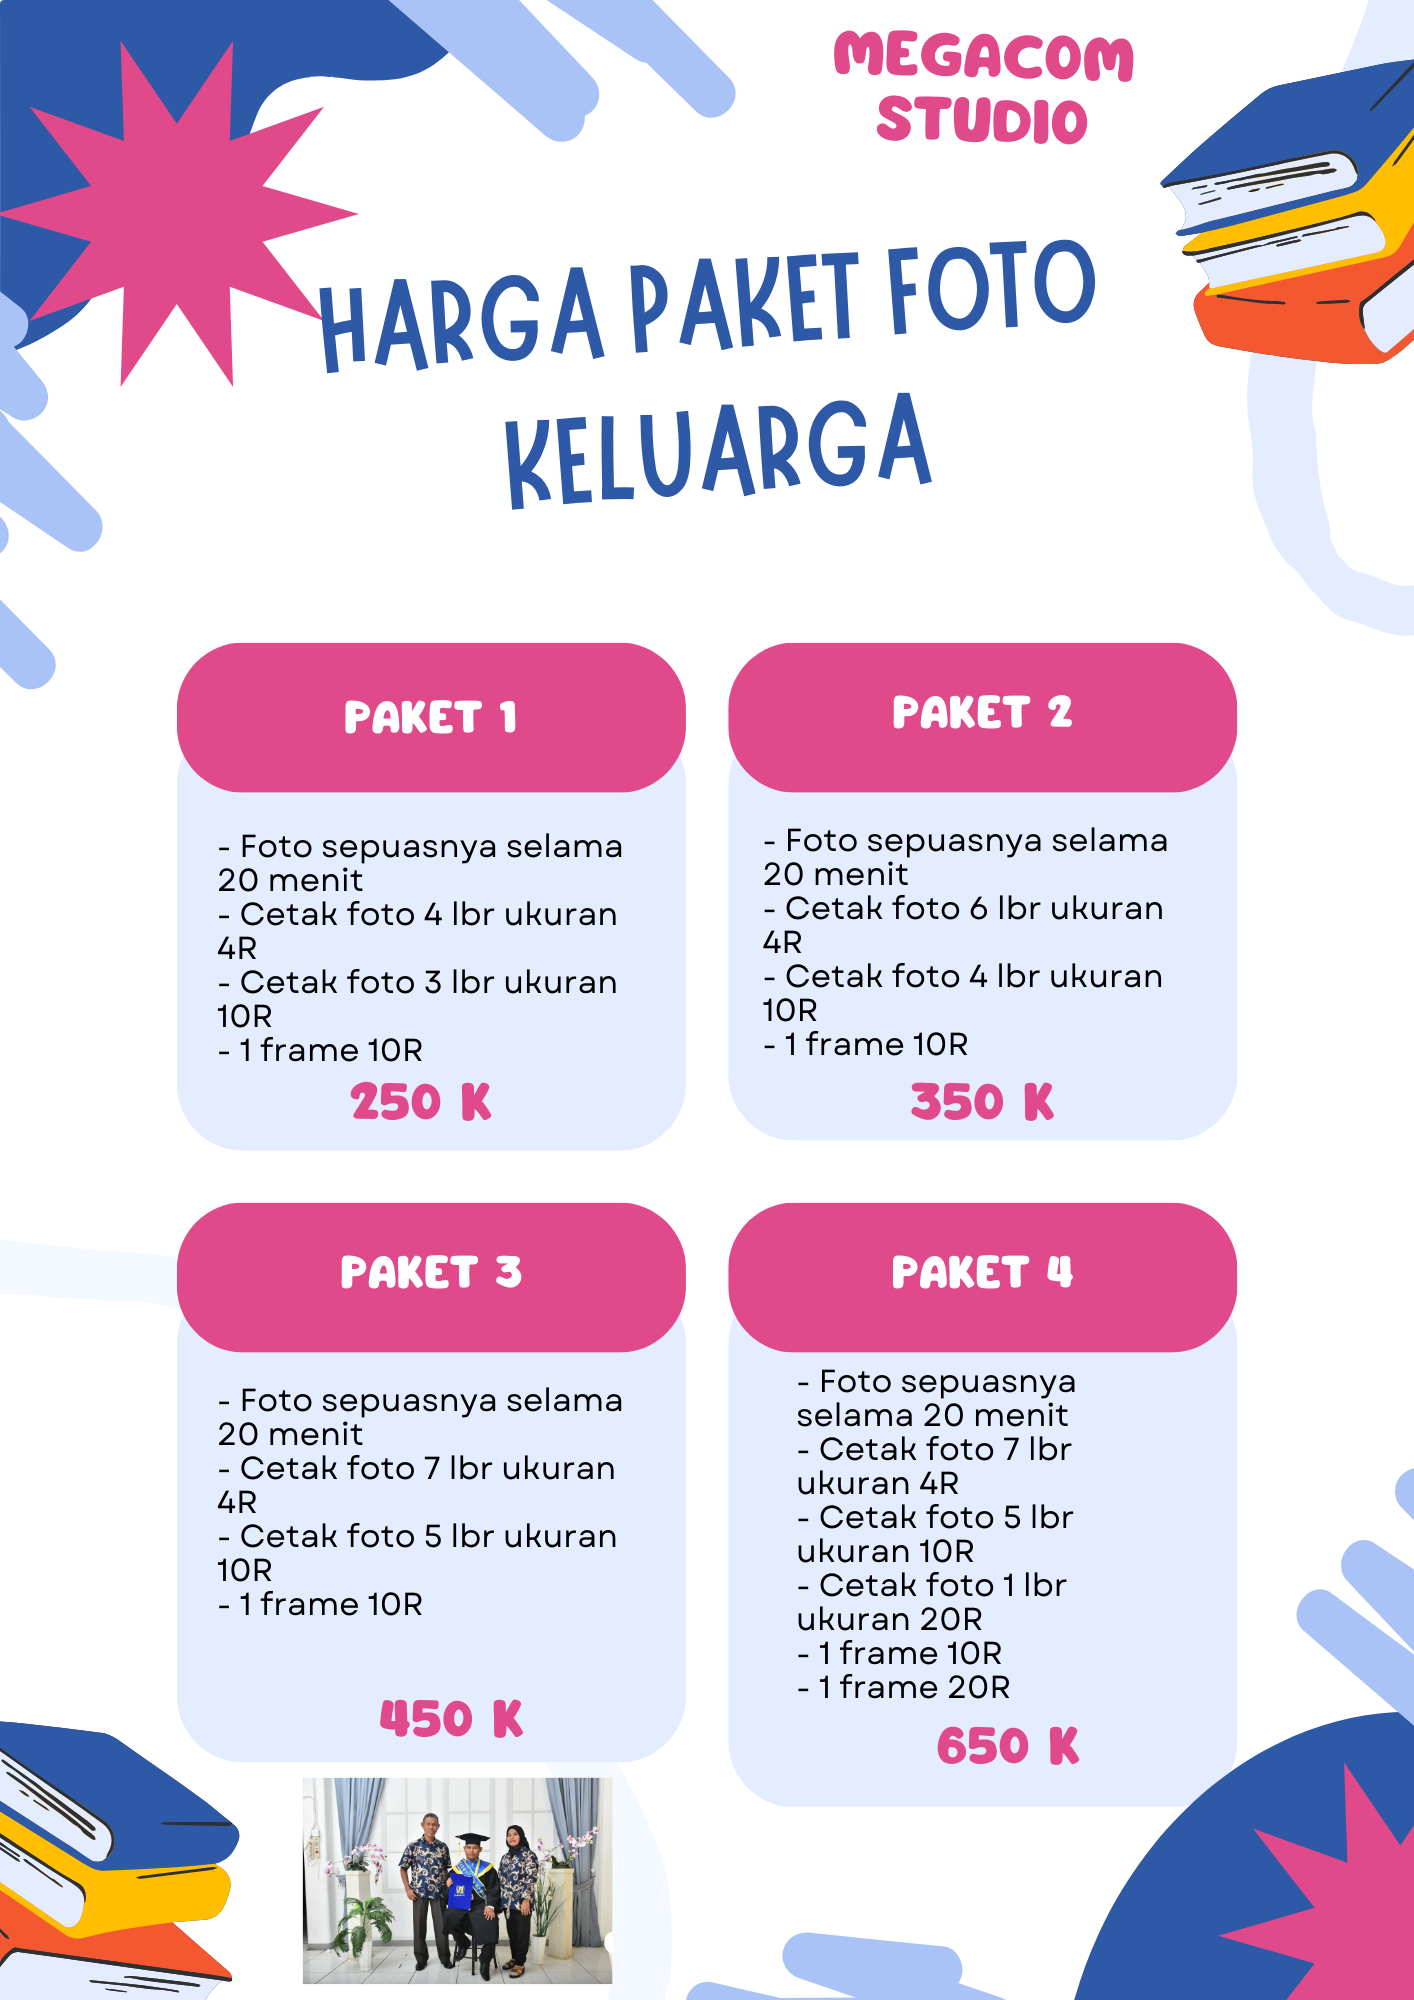 MEGACOM
STUDIO
HARGA PAKET FOTO
KELUARGA
PAKET 1
- Foto sepuasnya selama
20 menit
- Cetak foto 4 lbr ukuran
4R
- Cetak foto 3 lbr ukuran
10R
- 1 frame 10R
250 K
PAKET 2
- Foto sepuasnya selama
20 menit
- Cetak foto 6 lbr ukuran
4R
- Cetak foto 4 lbr ukuran
10R
- 1 frame 10R
350 K
PAKET 3
- Foto sepuasnya selama
20 menit
- Cetak foto 7 lbr ukuran
4R
- Cetak foto 5 lbr ukuran
10R
- 1 frame 10R
450 K
PAKET 4
- Foto sepuasnya
selama 20 menit
- Cetak foto 7 lbr
ukuran 4R
- Cetak foto 5 lbr
ukuran 10R
- Cetak foto 1 lbr
ukuran 20R
- 1 frame 10R
- 1 frame 20R
650 K